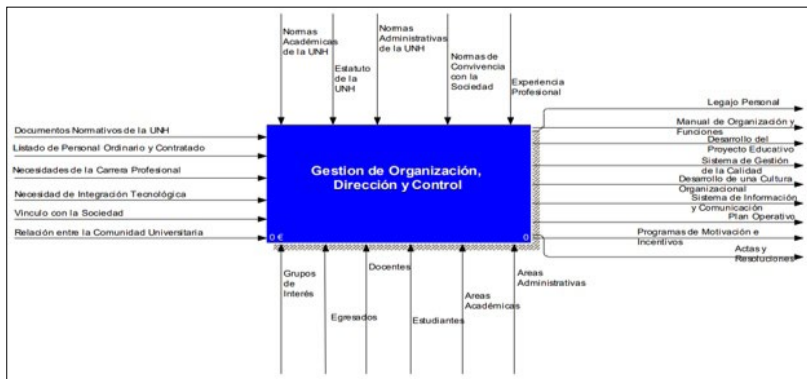 Normas
Académicas
de la UNH
Estatuto
de la
UNH
Normas
Administrativas
de la UNH
Normas de
Convivencia
con la
Sociedad
Experiencia
Profesional
Documentos Normativos de la UNH
Listado de Personal Ordinario y Contratado
Necesidades de la Carrera Profesional
Necesidad de Integración Tecnológica
Vinculo con la Sociedad
Relación entre la Comunidad Universitaria
Gestion de Organización,
Dirección y Control
0 €
0
Legajo Personal
Manual de Organización y
Funciones
Desarrollo del
Proyecto Educativo
Sistema de Gestión
de la Calidad
Desarrollo de una Cultura
Organizacional
Sistema de Información
y Comunicación
Plan Operativo
Programas de Motivación e
Incentivos
Actas y
Resoluciones
Grupos
de
Interés
Egresados
Docentes
Estudiantes
Areas
Académicas
Areas
Administrativas